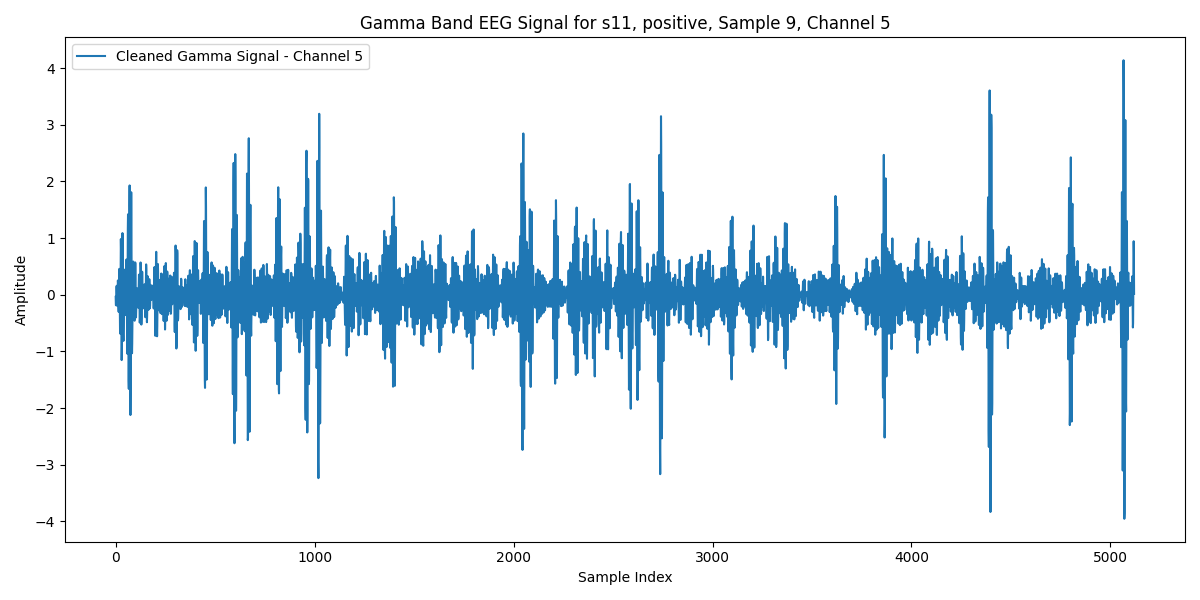 Gamma Band EEG Signal for s11, positive, Sample 9, Channel 5
Cleaned Gamma Signal - Channel 5
4
3
2
1
0
−1
−2
−3
−4
Amplitude
0 1000 2000 3000 4000 5000
Sample Index